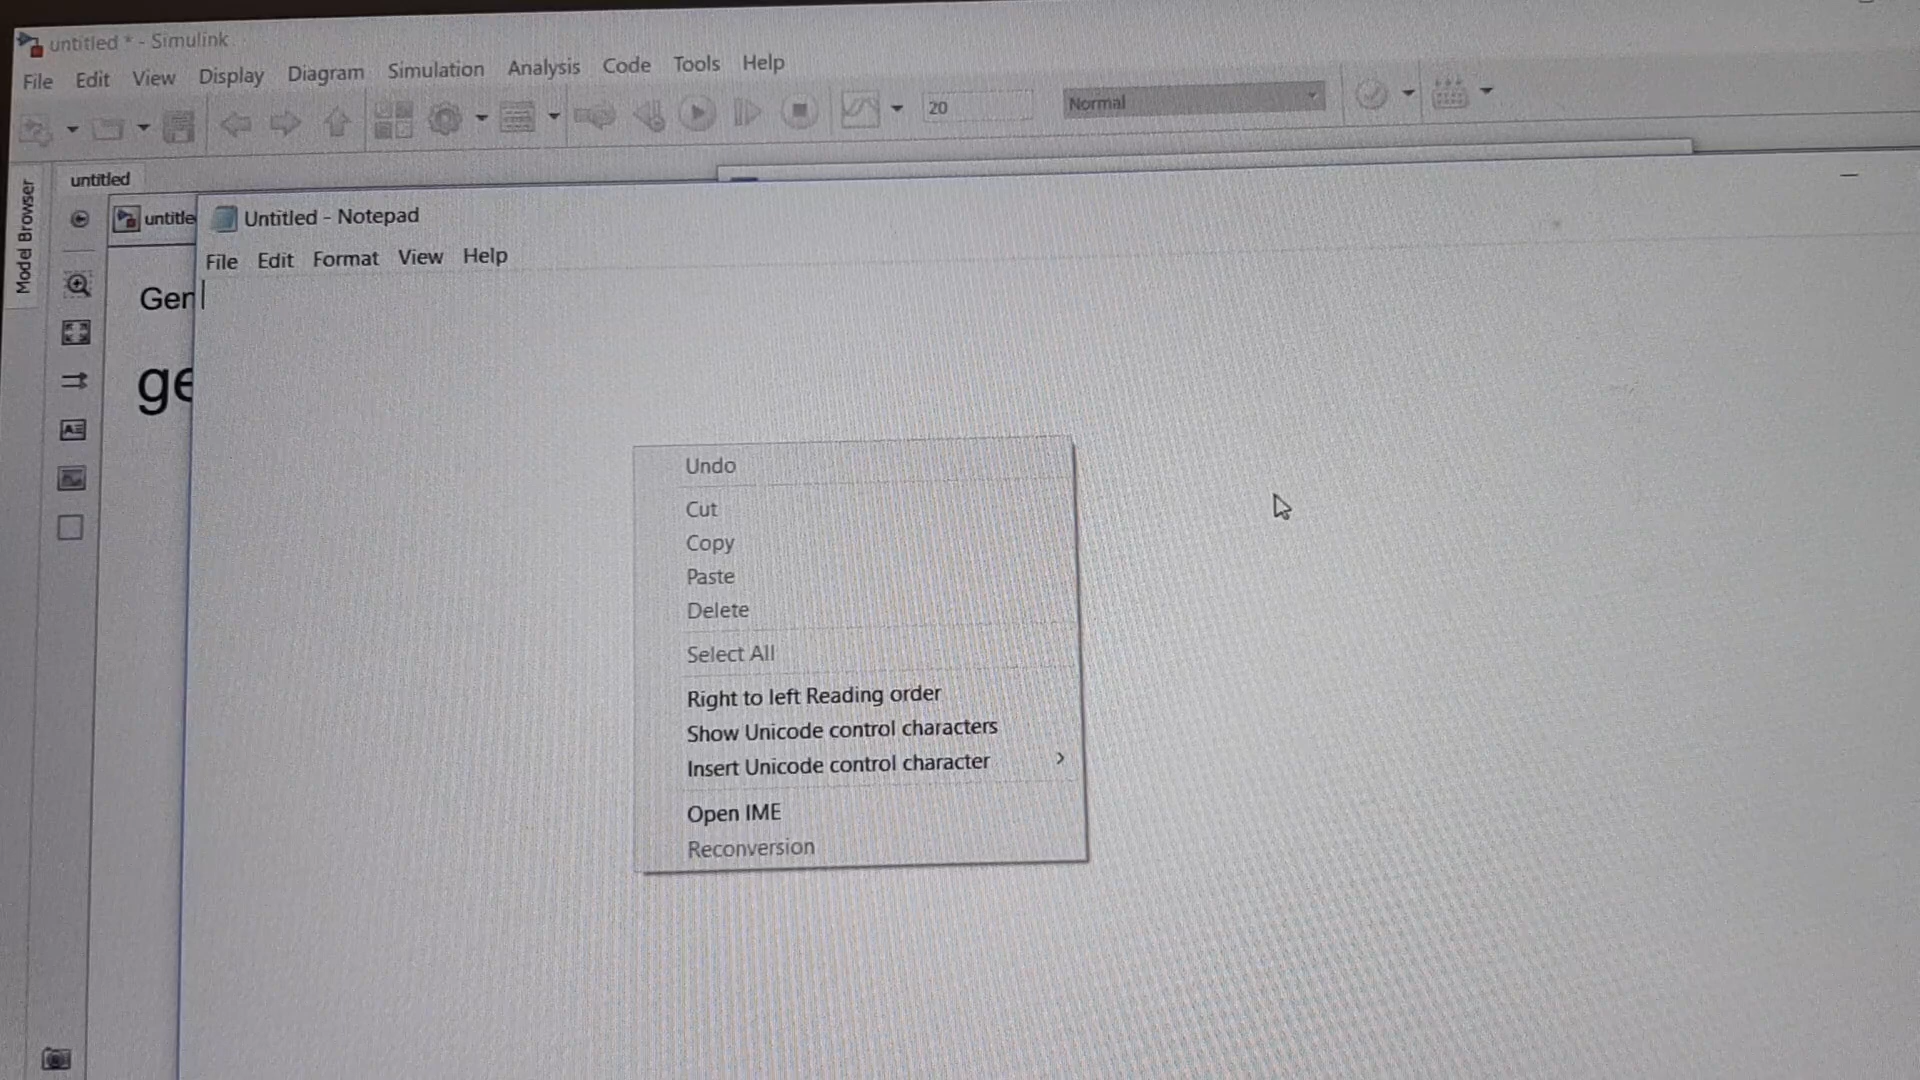 untitled * - Simulink
File Edit View Display Diagram Simulation Analysis Code Tools Help
20
Normal
Model Browser
untitled
untitle
Untitled - Notepad
File Edit Format View Help
Gen
ge
Undo
Cut
Copy
Paste
Delete
Select All
Right to left Reading order
Show Unicode control characters
Insert Unicode control character
Open IME
Reconversion